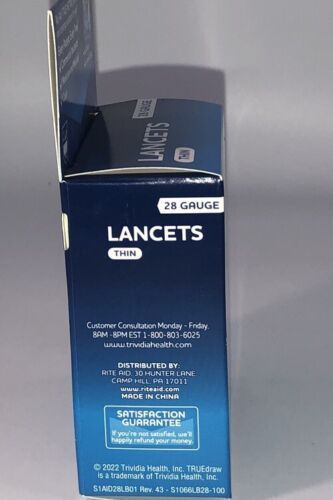 28 GAUGE
LANCETS
THIN
28 GAUGE
LANCETS
THIN
Customer Consultation Monday - Friday,
8AM -8PM EST 1-800-803-6025
www.trividiahealth.com
DISTRIBUTED BY:
RITE AID, 30 HUNTER LANE
CAMP HILL, PA 17011
www.riteaid.com
MADE IN CHINA
SATISFACTION
GUARANTEE
If you're not satisfied, we'll
happily refund your money.
© 2022 Trividia Health, Inc. TRUEdraw
is a trademark of Trividia Health, Inc.
S1AID28LB01 Rev. 43 - S1066LB28-100